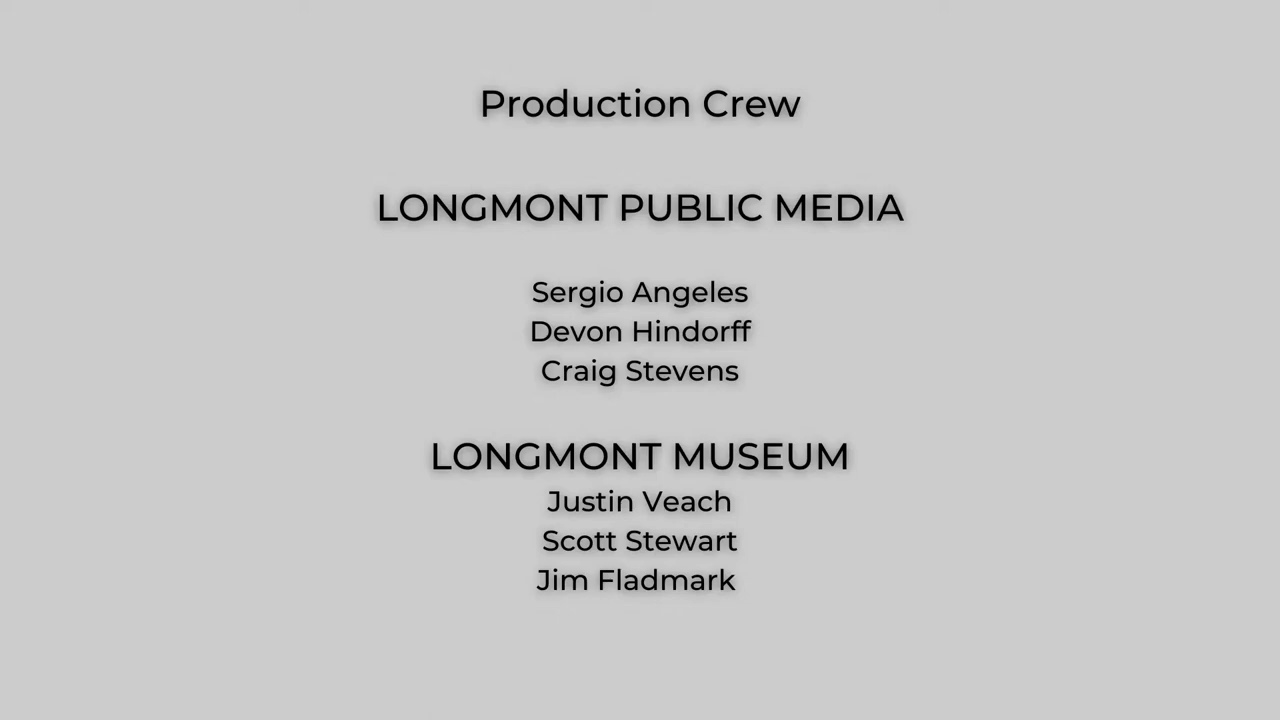 Production Crew
LONGMONT PUBLIC MEDIA
Sergio Angeles
Devon Hindorff
Craig Stevens
LONGMONT MUSEUM
Justin Veach
Scott Stewart
Jim Fladmark